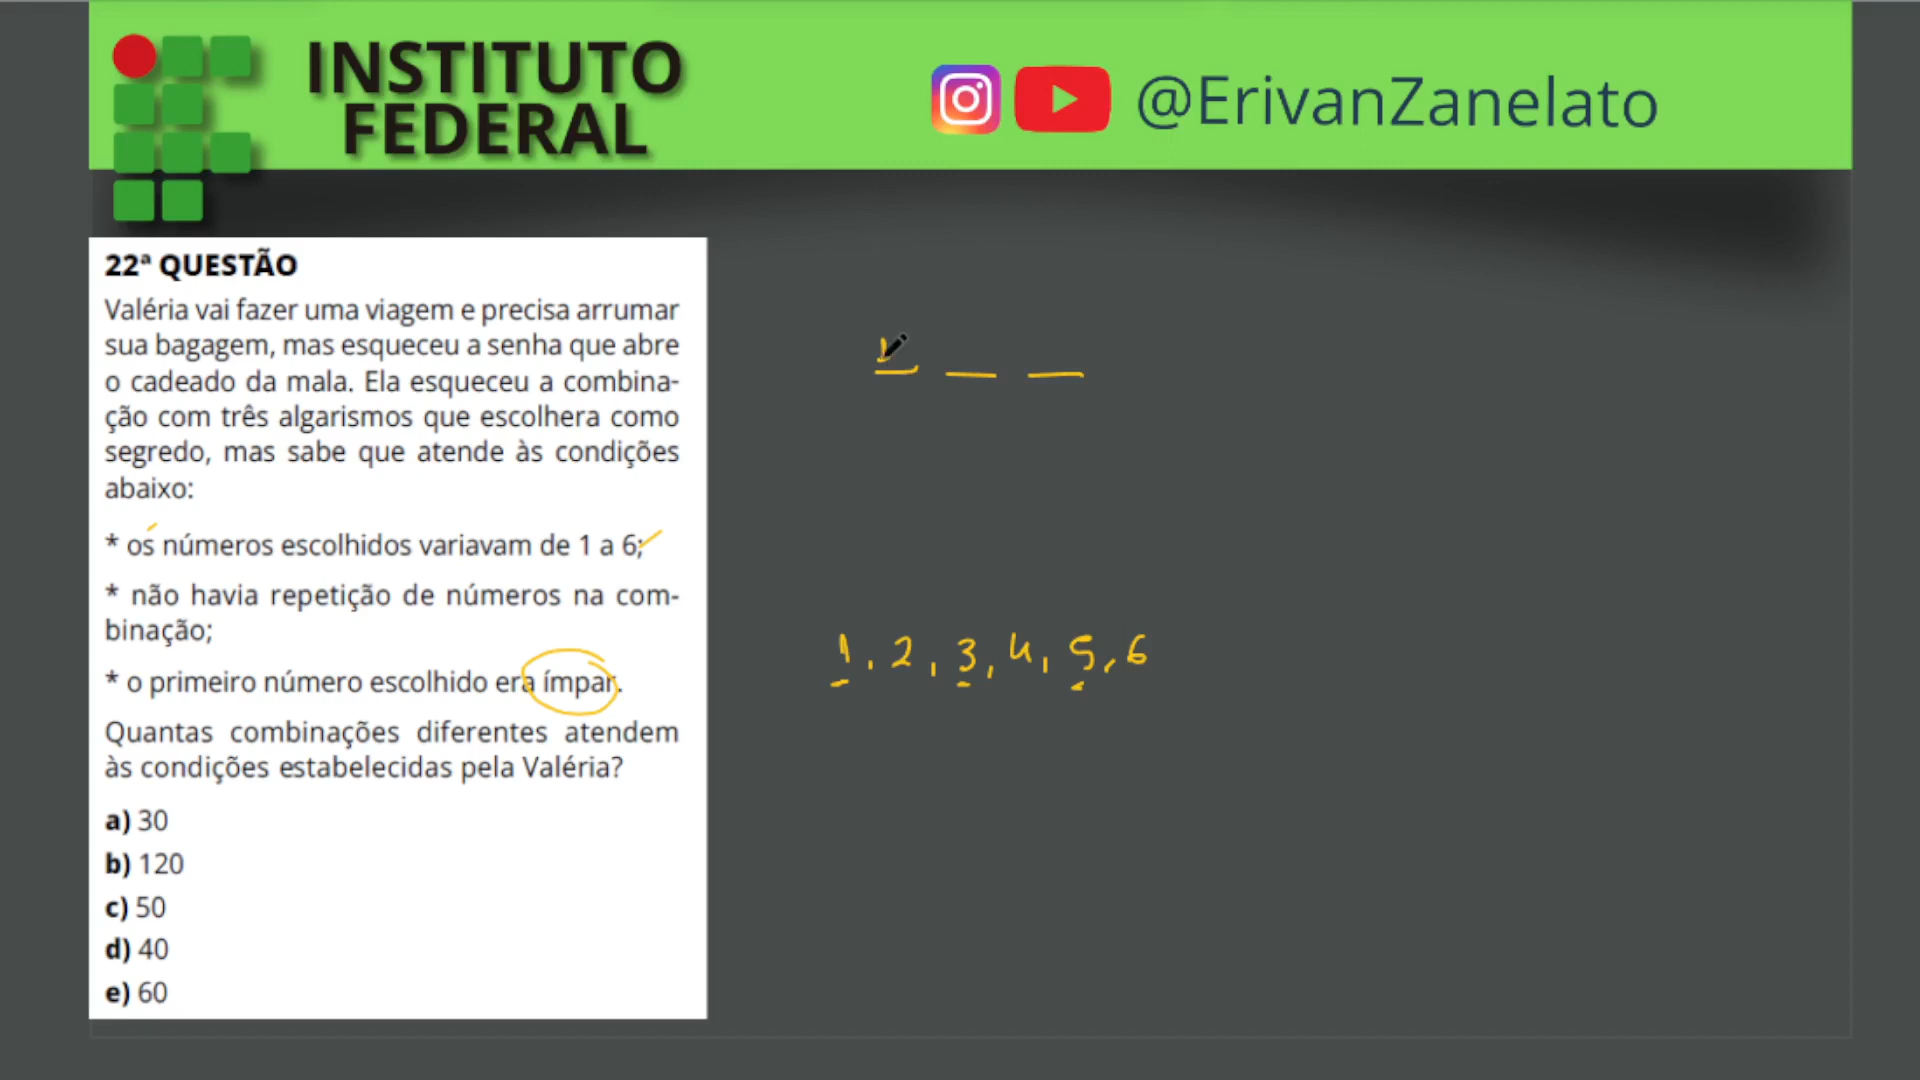 INSTITUTO
FEDERAL
@ErivanZanelato
22ª QUESTÃO
Valéria vai fazer uma viagem e precisa arrumar
sua bagagem, mas esqueceu a senha que abre
o cadeado da mala. Ela esqueceu a combina-
ção com três algarismos que escolhera como
segredo, mas sabe que atende às condições
abaixo:
* os números escolhidos variavam de 1 a 6;
* não havia repetição de números na com-
binação;
* o primeiro número escolhido era ímpar.
Quantas combinações diferentes atendem
às condições estabelecidas pela Valéria?
a) 30
b) 120
c) 50
d) 40
e) 60
1, 2, 3, 4, 5, 6